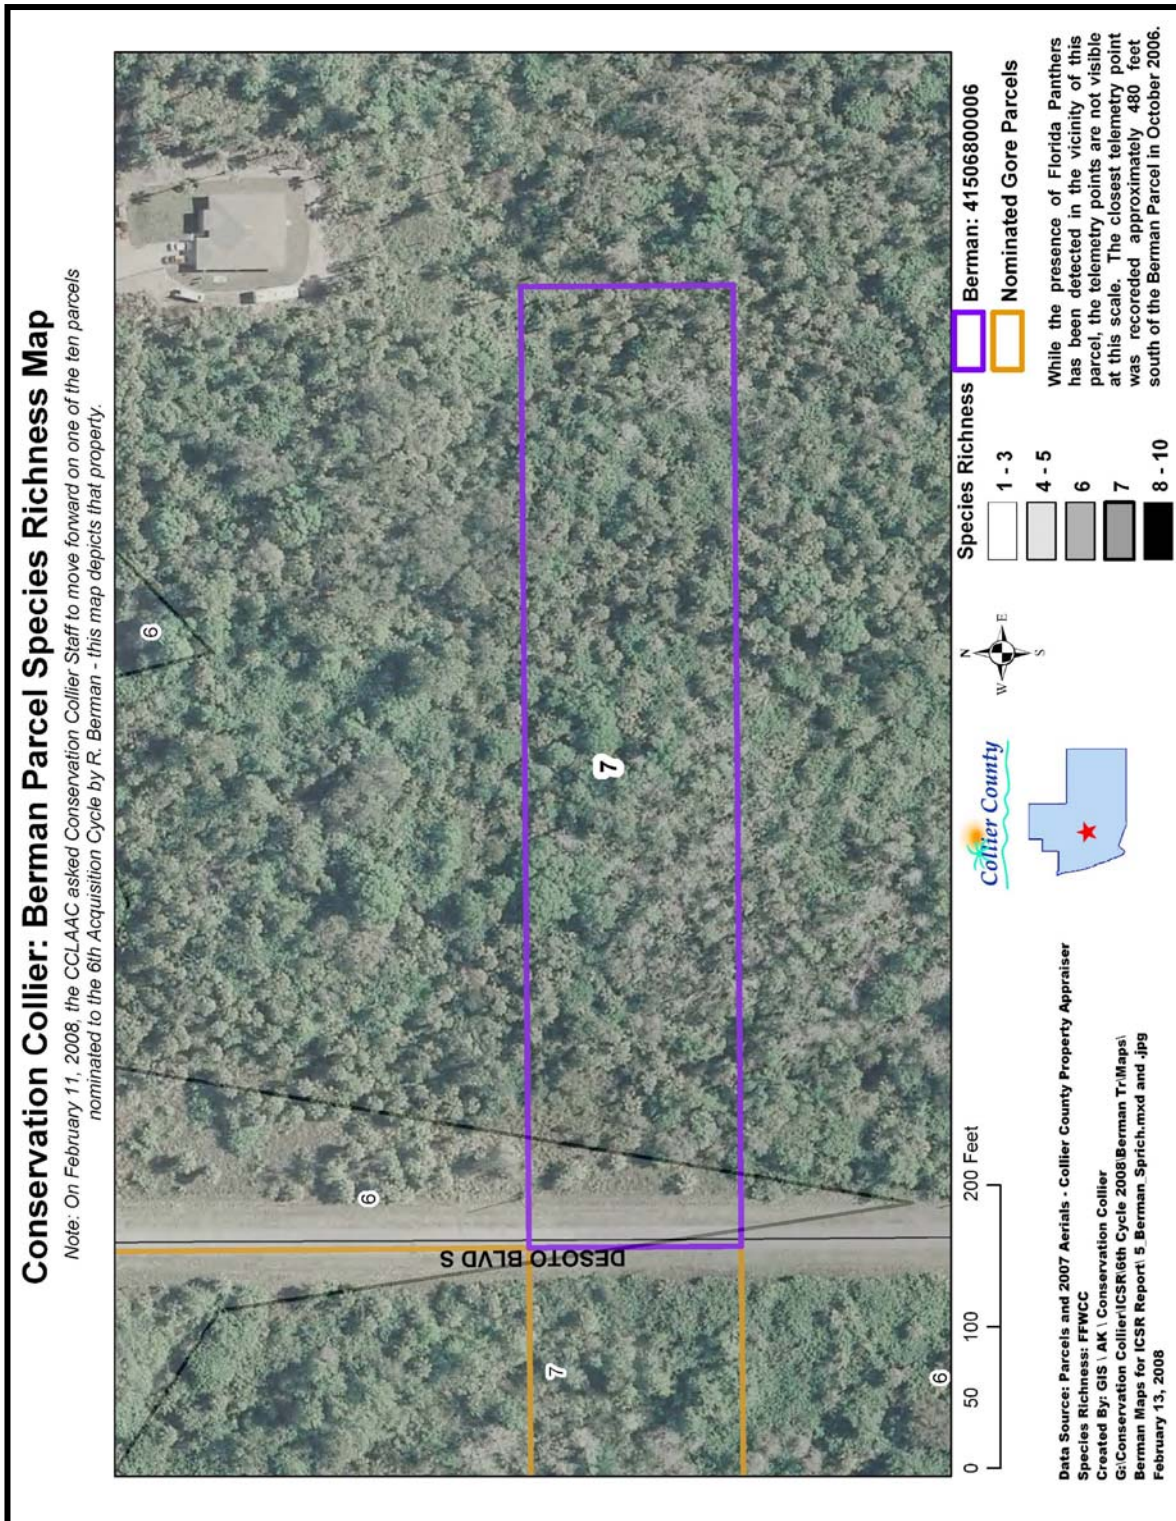 Conservation Collier: Berman Parcel Species Richness Map
Note: On February 11, 2008, the CCLAAC asked Conservation Collier Staff to move forward on one of the ten parcels
nominated to the 6th Acquisition Cycle by R. Berman - this map depicts that property.
6
6
DESOTO BLVD S
7
7
6
0 50 100 200 Feet
Data Source: Parcels and 2007 Aerials - Collier County Property Appraiser
Species Richness: FFWCC
Created By: GIS \ AK \ Conservation Collier
G:\Conservation Collier\ICSR\6th Cycle 2008\Berman Tr\Maps\
Berman Maps for ICSR Report\ 5_Berman_Sprich.mxd and .jpg
February 13, 2008
Collier County
N
W E
S
Species Richness
1 - 3
4 - 5
6
7
8 - 10
Berman: 41506800006
Nominated Gore Parcels
While the presence of Florida Panthers
has been detected in the vicinity of this
parcel, the telemetry points are not visible
at this scale. The closest telemetry point
was recoreded approximately 480 feet
south of the Berman Parcel in October 2006.